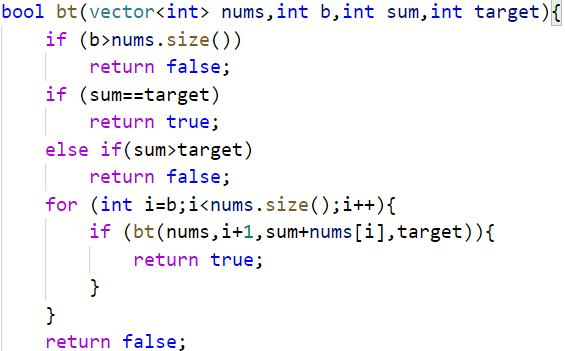 bool bt(vector<int> nums,int b,int sum,int target){
    if (b>nums.size())
        return false;
    if (sum==target)
        return true;
    else if(sum>target)
        return false;
    for (int i=b;i<nums.size();i++){
        if (bt(nums,i+1,sum+nums[i],target)){
            return true;
        }
    }
    return false;